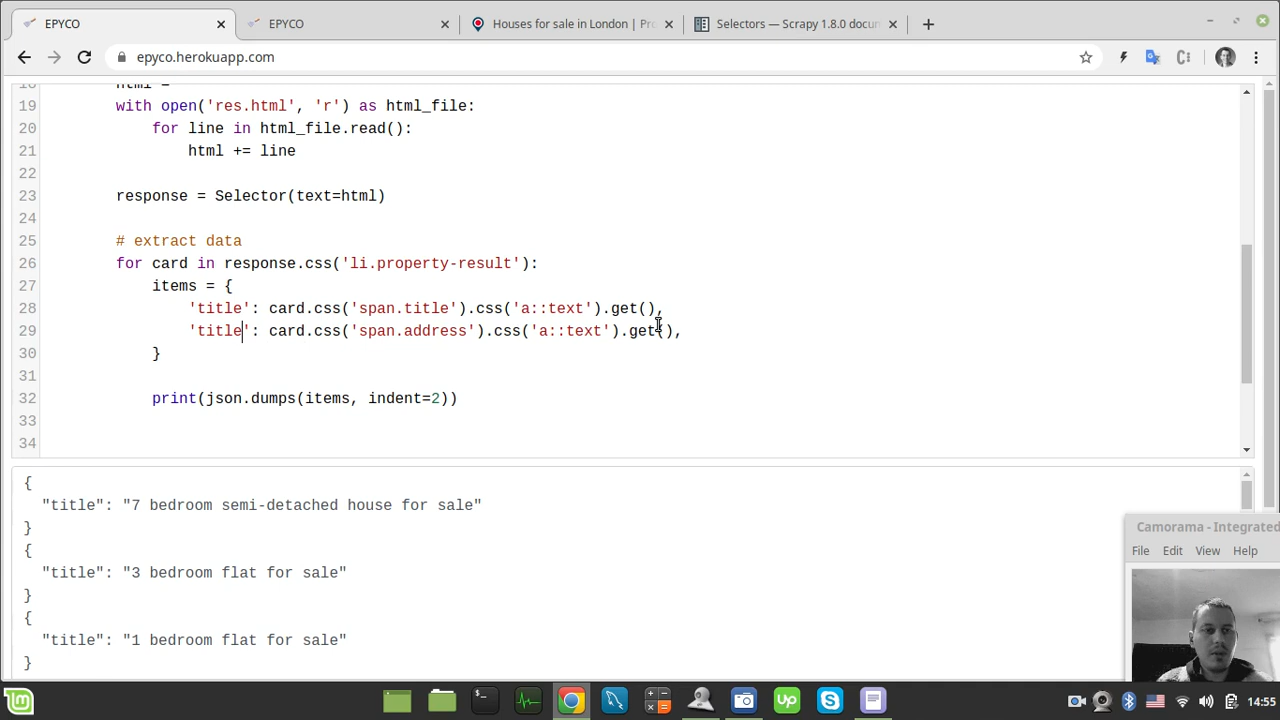 EPYCO
EPYCO
Houses for sale in London | Pr
Selectors — Scrapy 1.8.0 docu
epyco.herokuapp.com
18 html =
19 with open('res.html', 'r') as html_file:
20 for line in html_file.read():
21 html += line
22
23 response = Selector(text=html)
24
25 # extract data
26 for card in response.css('li.property-result'):
27 items = {
28 'title': card.css('span.title').css('a::text').get(),
29 'title': card.css('span.address').css('a::text').get(),
30 }
31
32 print(json.dumps(items, indent=2))
33
34
{
"title": "7 bedroom semi-detached house for sale"
}
{
"title": "3 bedroom flat for sale"
}
{
"title": "1 bedroom flat for sale"
}
Camorama - Integrated
File Edit View Help
Up
14:55